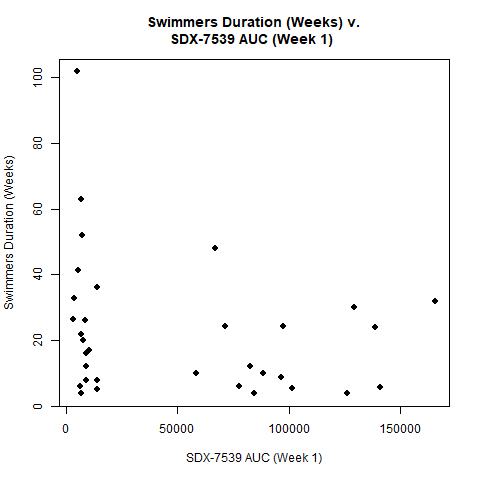 Swimmers Duration (Weeks) v.
SDX-7539 AUC (Week 1)
100
80
60
40
20
0
Swimmers Duration (Weeks)
0 50000 100000 150000
SDX-7539 AUC (Week 1)